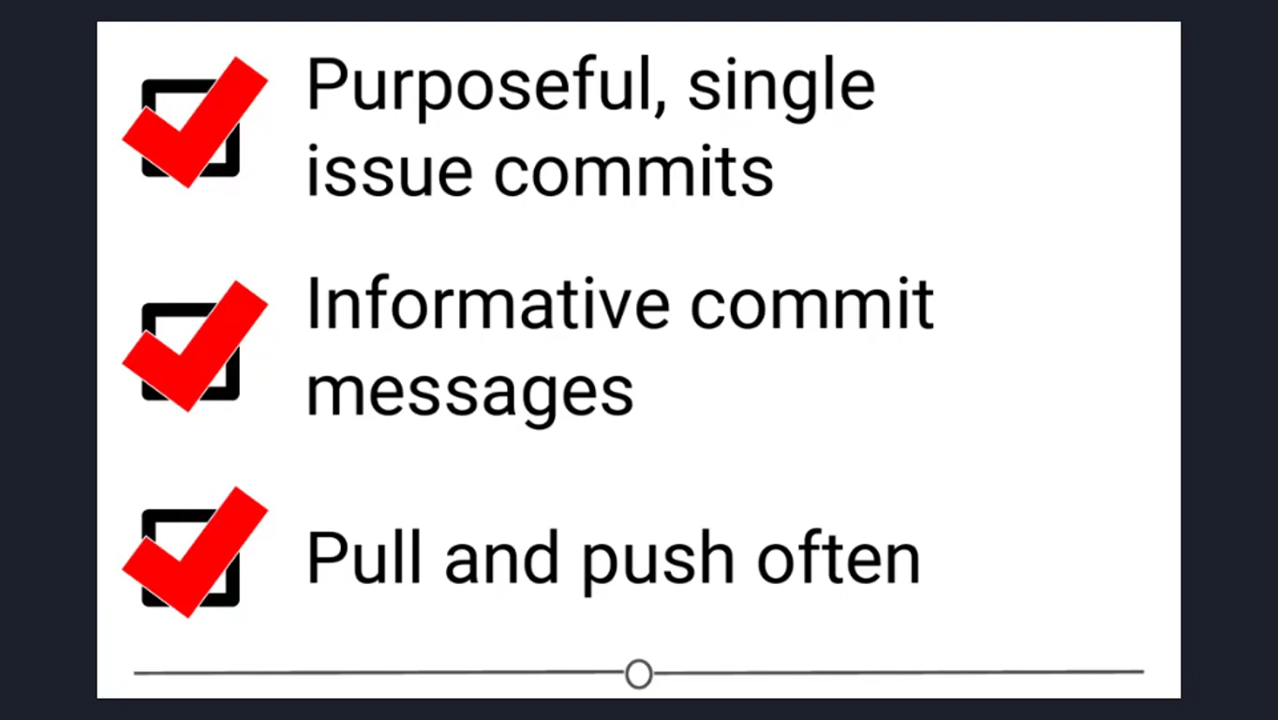 Purposeful, single
issue commits
Informative commit
messages
Pull and push often